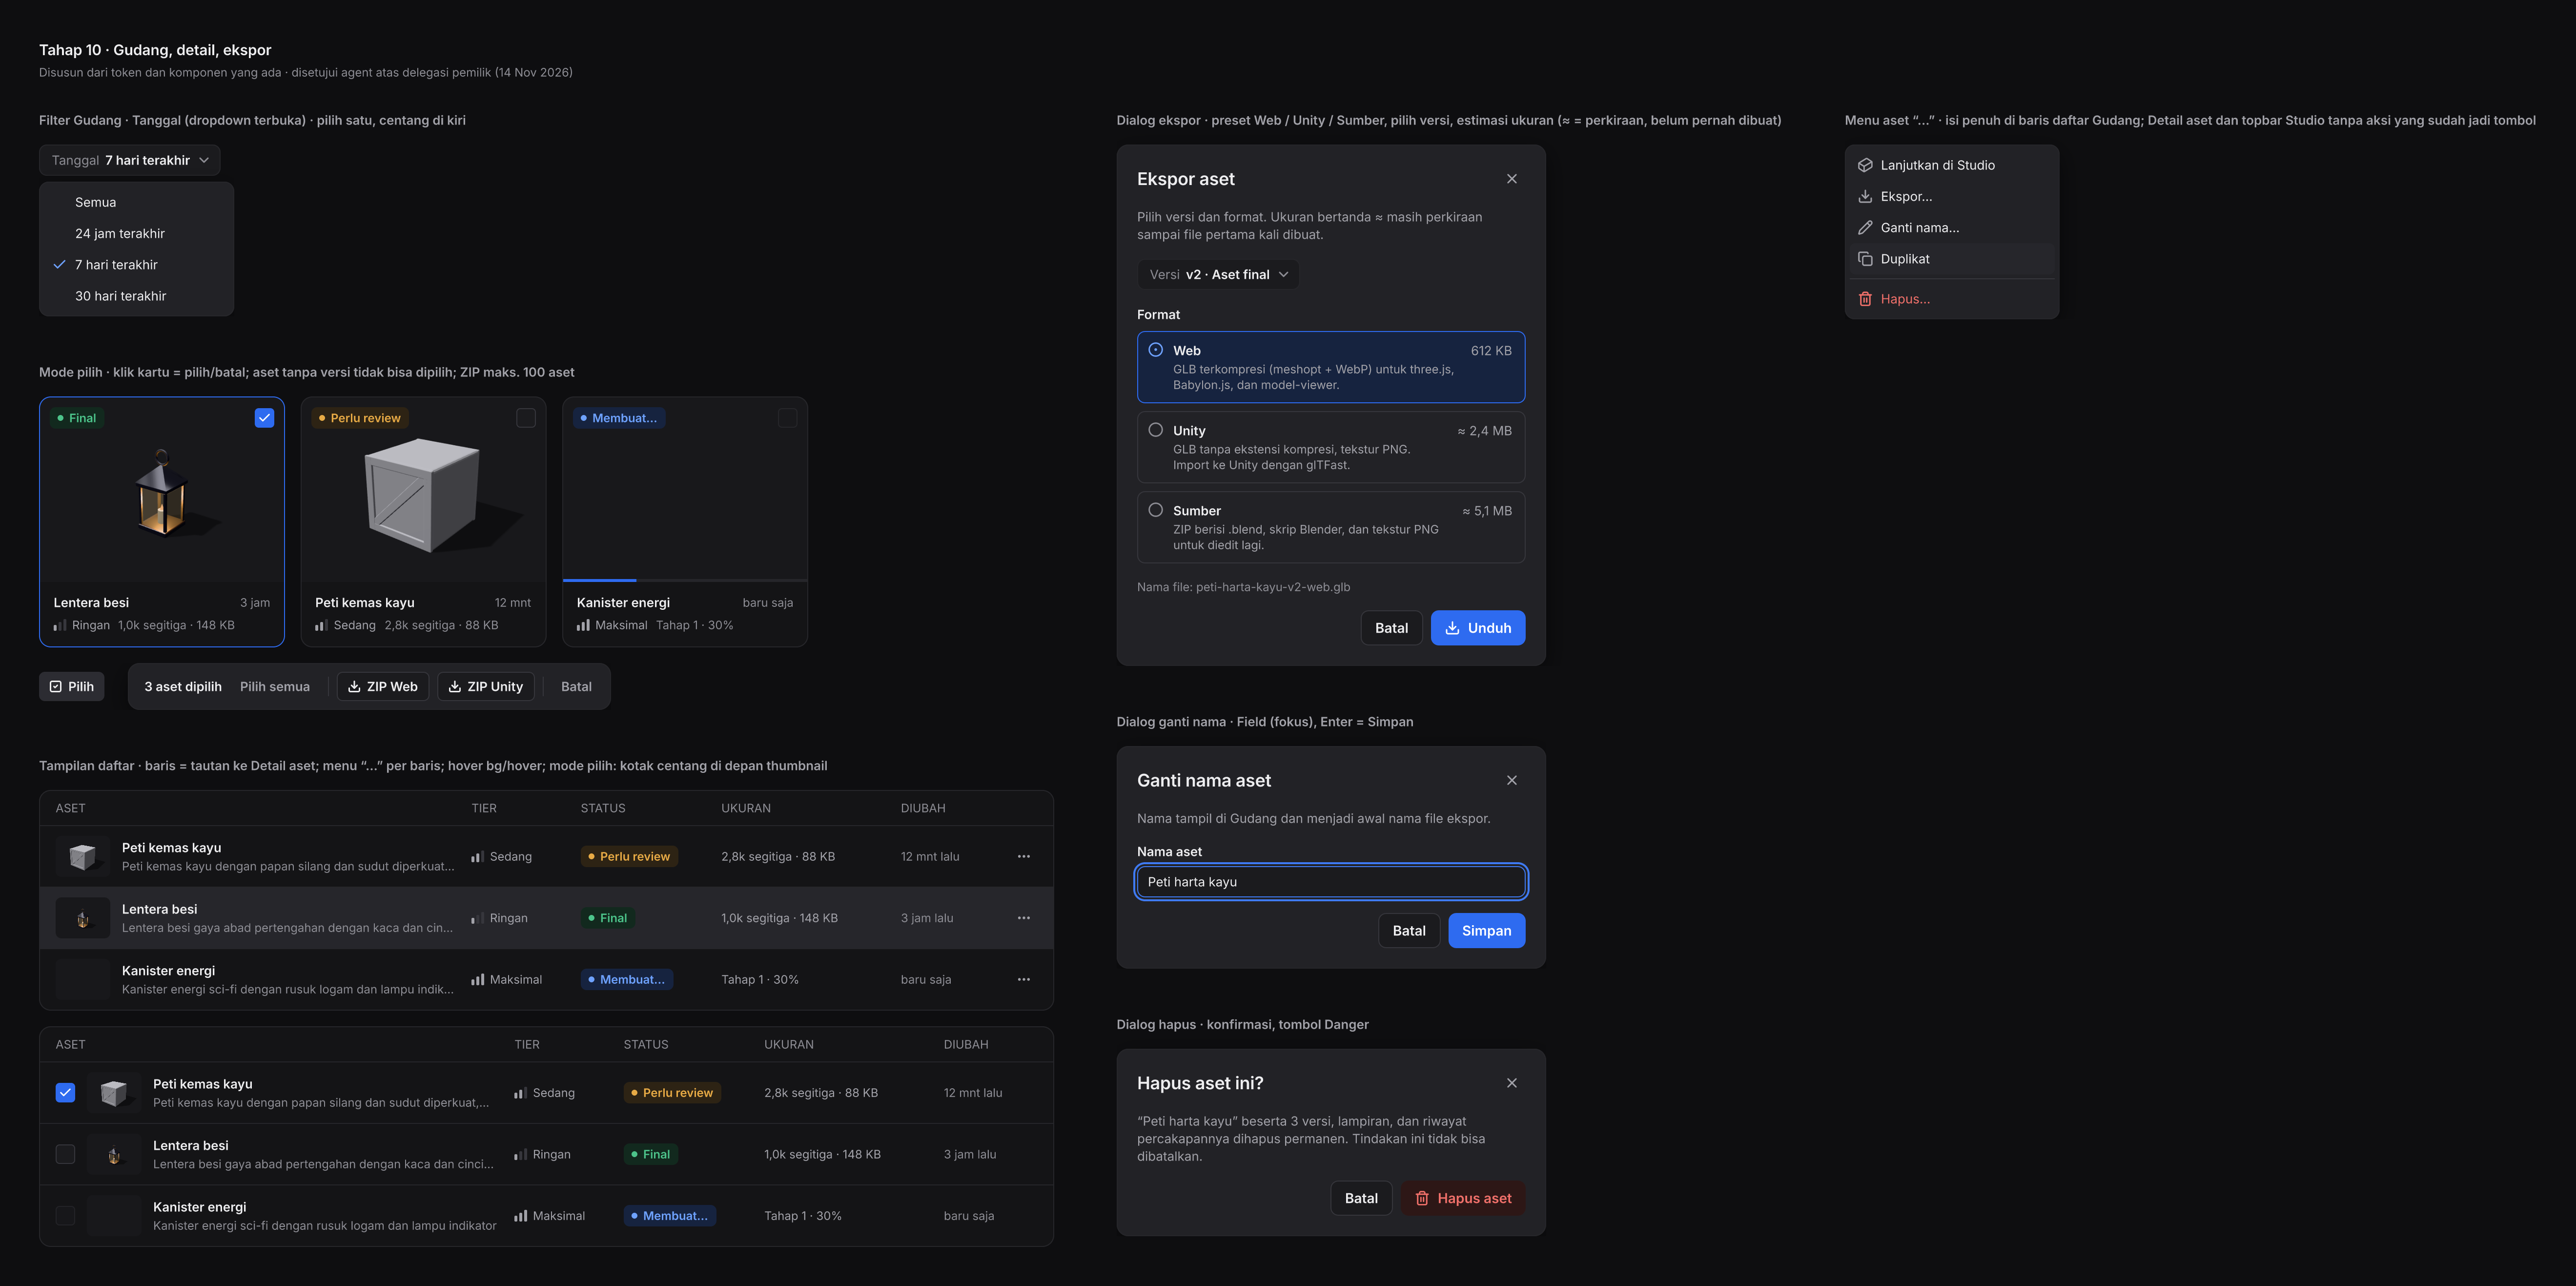 Tahap 10 · Gudang, detail, ekspor
Disusun dari token dan komponen yang ada · disetujui agent atas delegasi pemilik (14 Nov 2026)
Filter Gudang · Tanggal (dropdown terbuka) · pilih satu, centang di kiri
Tanggal 7 hari terakhir
Semua
24 jam terakhir
7 hari terakhir
30 hari terakhir
Mode pilih · klik kartu = pilih/batal; aset tanpa versi tidak bisa dipilih; ZIP maks. 100 aset
Final
Lentera besi 3 jam
Ringan 1,0k segitiga · 148 KB
Perlu review
Peti kemas kayu 12 mnt
Sedang 2,8k segitiga · 88 KB
Membuat...
Kanister energi baru saja
Maksimal Tahap 1 · 30%
Pilih
3 aset dipilih Pilih semua ZIP Web ZIP Unity Batal
Tampilan daftar · baris = tautan ke Detail aset; menu “...” per baris; hover bg/hover; mode pilih: kotak centang di depan thumbnail
ASET TIER STATUS UKURAN DIUBAH
Peti kemas kayu
Peti kemas kayu dengan papan silang dan sudut diperkuat...
Sedang Perlu review 2,8k segitiga · 88 KB 12 mnt lalu
Lentera besi
Lentera besi gaya abad pertengahan dengan kaca dan cin...
Ringan Final 1,0k segitiga · 148 KB 3 jam lalu
Kanister energi
Kanister energi sci-fi dengan rusuk logam dan lampu indik...
Maksimal Membuat... Tahap 1 · 30% baru saja
ASET TIER STATUS UKURAN DIUBAH
Peti kemas kayu
Peti kemas kayu dengan papan silang dan sudut diperkuat,...
Sedang Perlu review 2,8k segitiga · 88 KB 12 mnt lalu
Lentera besi
Lentera besi gaya abad pertengahan dengan kaca dan cinci...
Ringan Final 1,0k segitiga · 148 KB 3 jam lalu
Kanister energi
Kanister energi sci-fi dengan rusuk logam dan lampu indikator
Maksimal Membuat... Tahap 1 · 30% baru saja
Dialog ekspor · preset Web / Unity / Sumber, pilih versi, estimasi ukuran (≈ = perkiraan, belum pernah dibuat)
Ekspor aset
Pilih versi dan format. Ukuran bertanda ≈ masih perkiraan
sampai file pertama kali dibuat.
Versi v2 · Aset final
Format
Web 612 KB
GLB terkompresi (meshopt + WebP) untuk three.js,
Babylon.js, dan model-viewer.
Unity ≈ 2,4 MB
GLB tanpa ekstensi kompresi, tekstur PNG.
Import ke Unity dengan glTFast.
Sumber ≈ 5,1 MB
ZIP berisi .blend, skrip Blender, dan tekstur PNG
untuk diedit lagi.
Nama file: peti-harta-kayu-v2-web.glb
Batal Unduh
Dialog ganti nama · Field (fokus), Enter = Simpan
Ganti nama aset
Nama tampil di Gudang dan menjadi awal nama file ekspor.
Nama aset
Peti harta kayu
Batal Simpan
Dialog hapus · konfirmasi, tombol Danger
Hapus aset ini?
“Peti harta kayu” beserta 3 versi, lampiran, dan riwayat
percakapannya dihapus permanen. Tindakan ini tidak bisa
dibatalkan.
Batal Hapus aset
Menu aset “...” · isi penuh di baris daftar Gudang; Detail aset dan topbar Studio tanpa aksi yang sudah jadi tombol
Lanjutkan di Studio
Ekspor...
Ganti nama...
Duplikat
Hapus...